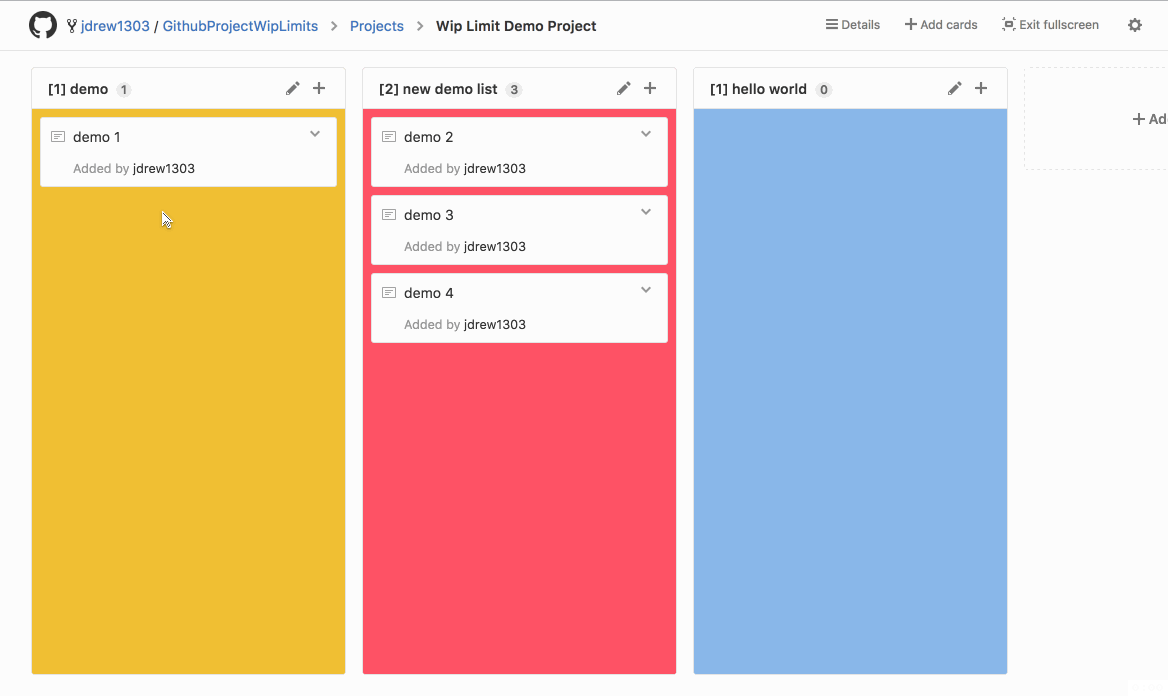 jdrew1303 / GithubProjectWipLimits > Projects > Wip Limit Demo Project
Details
Add cards
Exit fullscreen
[1] demo 1
demo 1
Added by jdrew1303
[2] new demo list 3
demo 2
Added by jdrew1303
demo 3
Added by jdrew1303
demo 4
Added by jdrew1303
[1] hello world 0
+ Ad